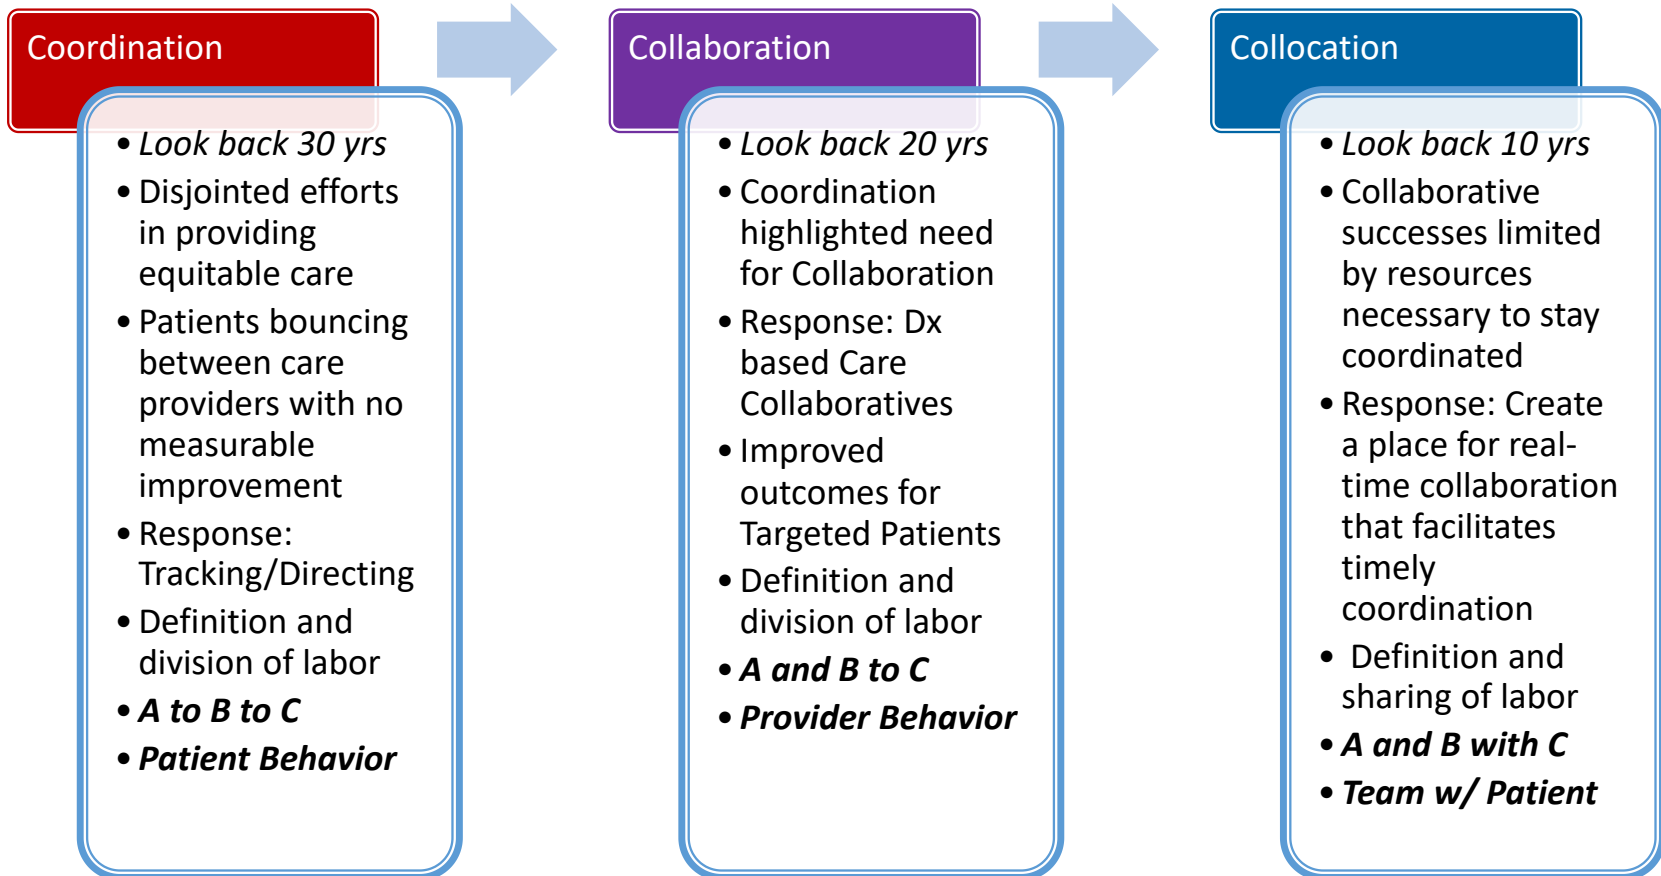 Coordination
• Look back 30 yrs
• Disjointed efforts
in providing
equitable care
• Patients bouncing
between care
providers with no
measurable
improvement
• Response:
Tracking/Directing
• Definition and
division of labor
• A to B to C
• Patient Behavior
Collaboration
• Look back 20 yrs
• Coordination
highlighted need
for Collaboration
• Response: Dx
based Care
Collaboratives
• Improved
outcomes for
Targeted Patients
• Definition and
division of labor
• A and B to C
• Provider Behavior
Collocation
• Look back 10 yrs
• Collaborative
successes limited
by resources
necessary to stay
coordinated
• Response: Create
a place for real-
time collaboration
that facilitates
timely
coordination
• Definition and
sharing of labor
• A and B with C
• Team w/ Patient